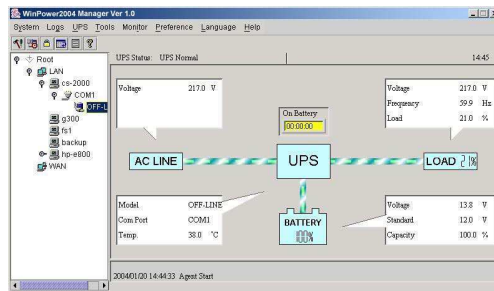 WinPower2004 Manager Ver 1.0
System Logs UPS Tools Monitor Preference Language Help
Root
LAN
cs-2000
COM1
OFF-L
g300
fs1
backup
hp-e800
WAN
UPS Status: UPS Normal 14:45
Voltage 217.0 V
On Battery
00:00:00
Voltage 217.0 V
Frequency 59.9 Hz
Load 21.0 %
AC LINE
UPS
LOAD 21%
Model OFF-LINE
Com Port COM1
Temp. 38.0 °C
BATTERY
100%
Voltage 13.8 V
Standard 12.0 V
Capacity 100.0 %
2004/01/20 14:44:33 Agent Start